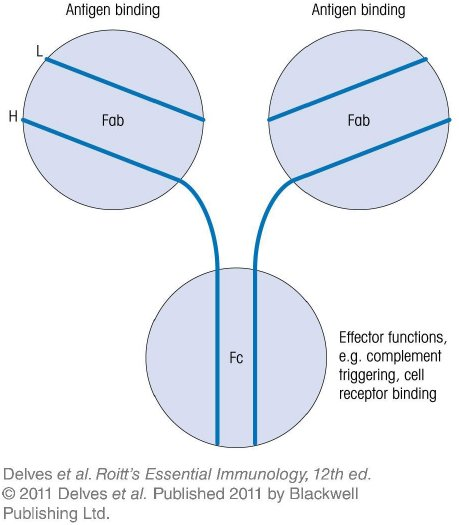 Antigen binding
Antigen binding
L
H
Fab
Fab
Fc
Effector functions,
e.g. complement
triggering, cell
receptor binding
Delves et al. Roitt's Essential Immunology, 12th ed.
© 2011 Delves et al. Published 2011 by Blackwell
Publishing Ltd.